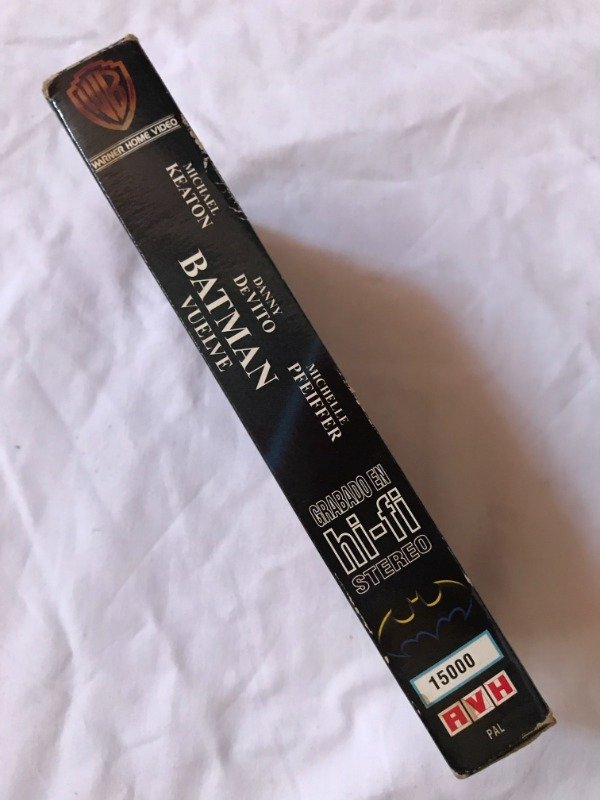 WB
WARNER HOME VIDEO
MICHAEL
KEATON
DANNY
DeVITO
MICHELLE
PFEIFFER
BATMAN
VUELVE
GRABADO EN
hi-fi
STEREO
15000
AVH
PAL